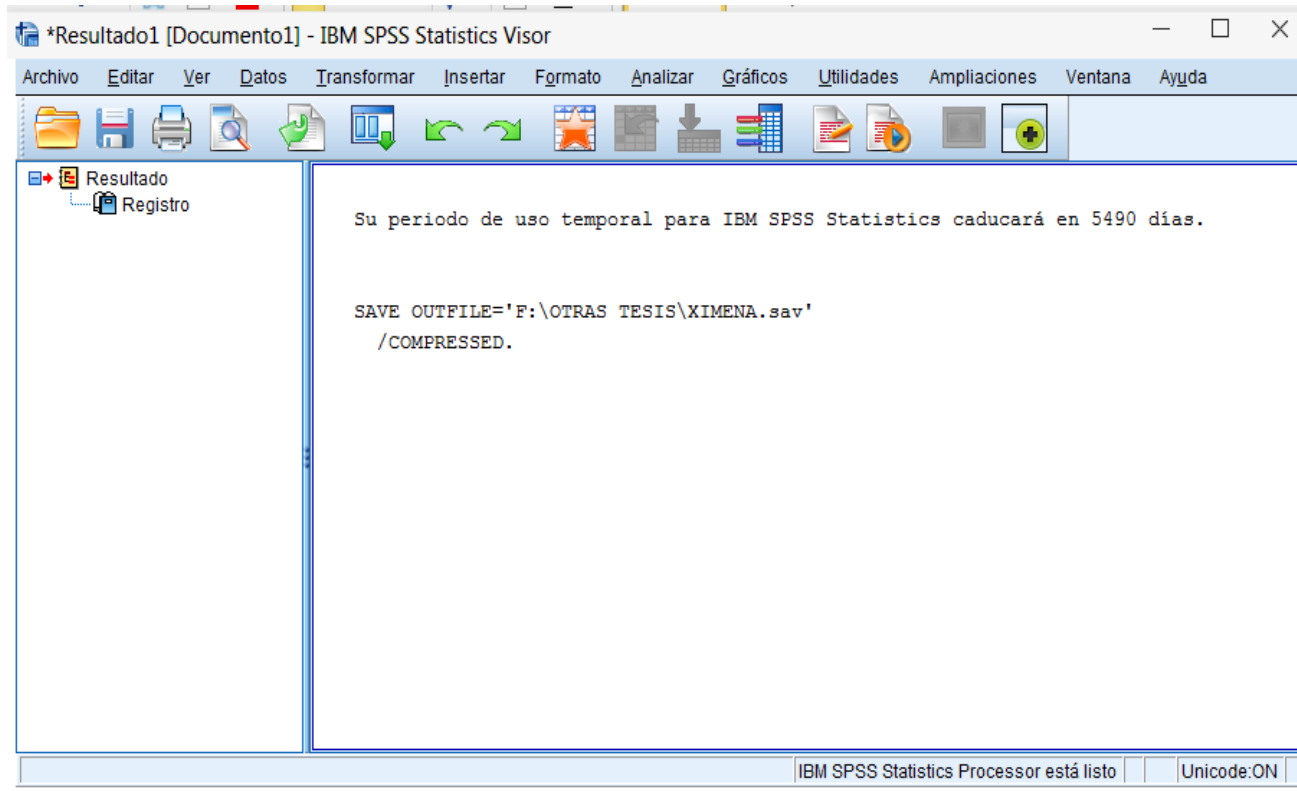 *Resultado1 [Documento1] - IBM SPSS Statistics Visor
Archivo Editar Ver Datos Transformar Insertar Formato Analizar Gráficos Utilidades Ampliaciones Ventana Ayuda
Resultado
Registro
Su periodo de uso temporal para IBM SPSS Statistics caducará en 5490 días.
SAVE OUTFILE='F:\OTRAS TESIS\XIMENA.sav'
/COMPRESSED.
IBM SPSS Statistics Processor está listo
Unicode:ON